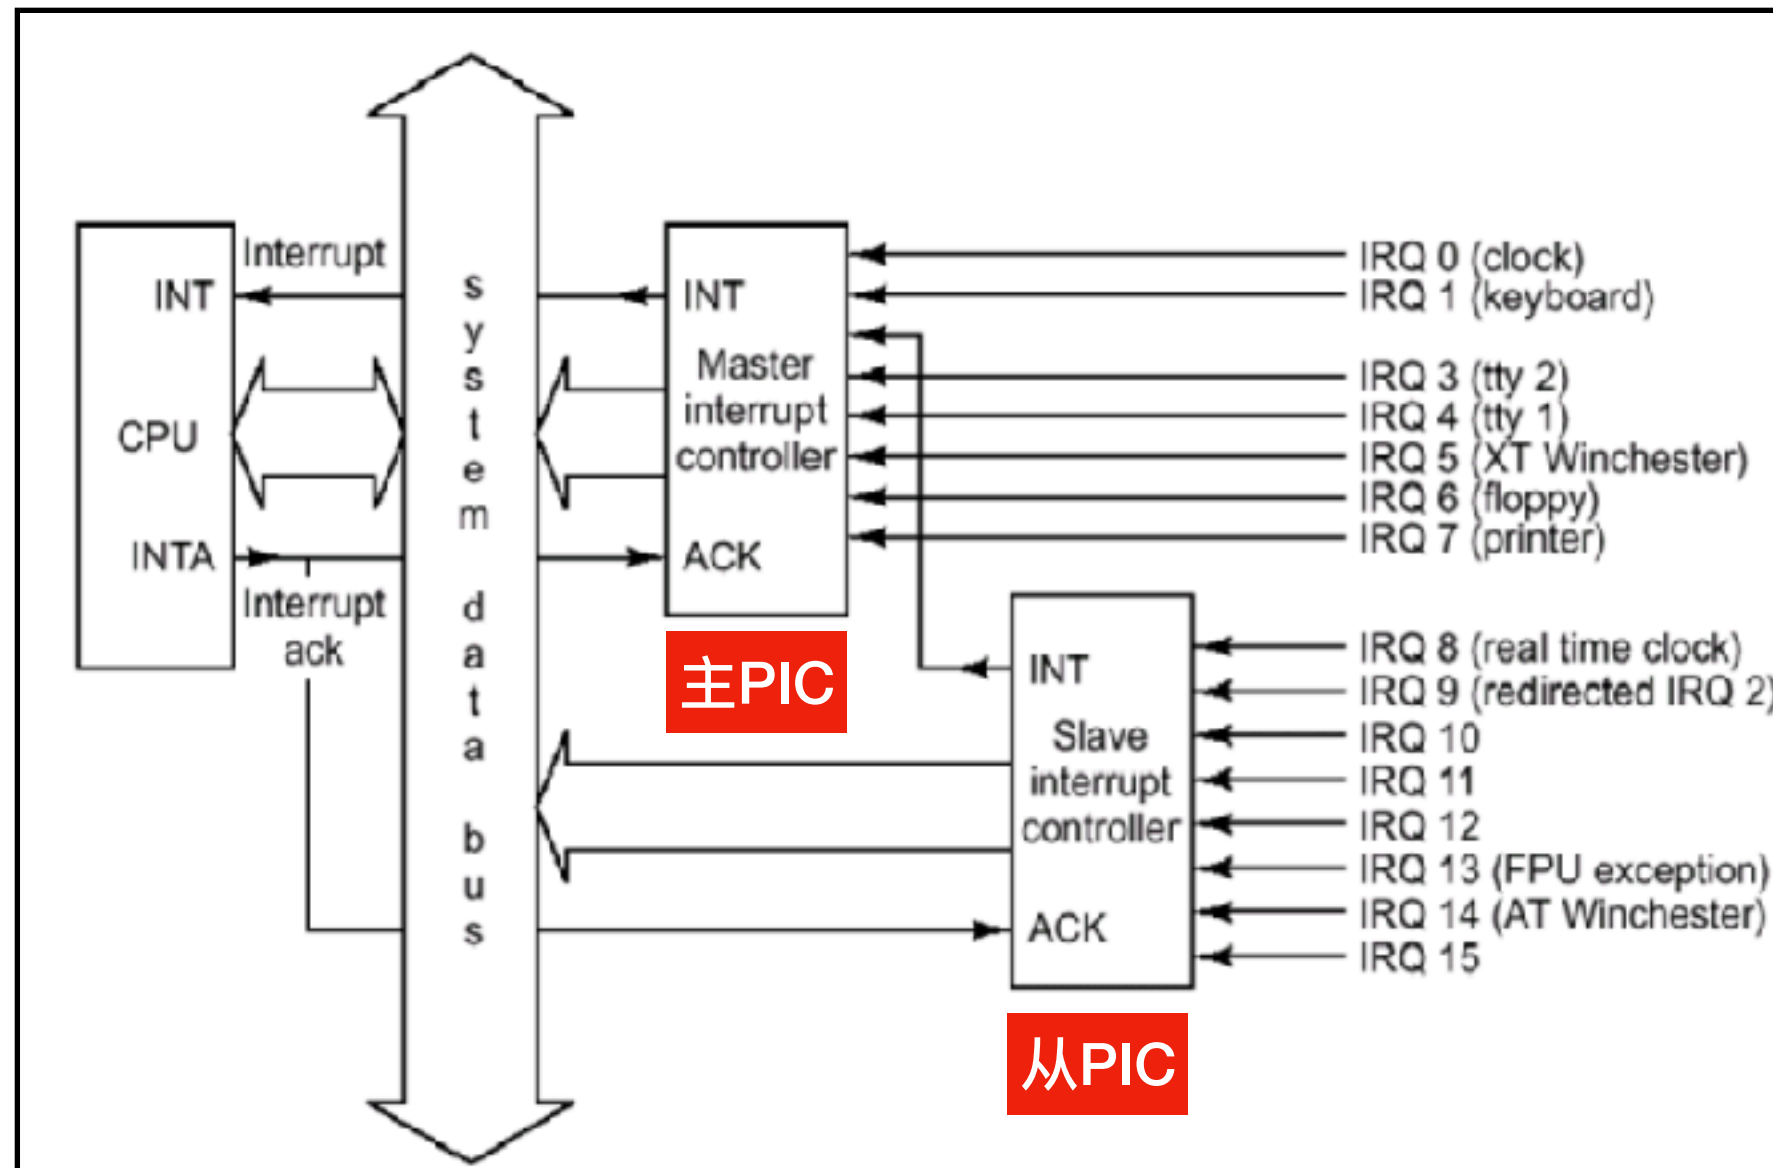 Interrupt
INT
CPU
INTA
Interrupt
ack
system data bus
INT
Master
interrupt
controller
ACK
主PIC
IRQ 0 (clock)
IRQ 1 (keyboard)
IRQ 3 (tty 2)
IRQ 4 (tty 1)
IRQ 5 (XT Winchester)
IRQ 6 (floppy)
IRQ 7 (printer)
INT
Slave
interrupt
controller
ACK
从PIC
IRQ 8 (real time clock)
IRQ 9 (redirected IRQ 2)
IRQ 10
IRQ 11
IRQ 12
IRQ 13 (FPU exception)
IRQ 14 (AT Winchester)
IRQ 15